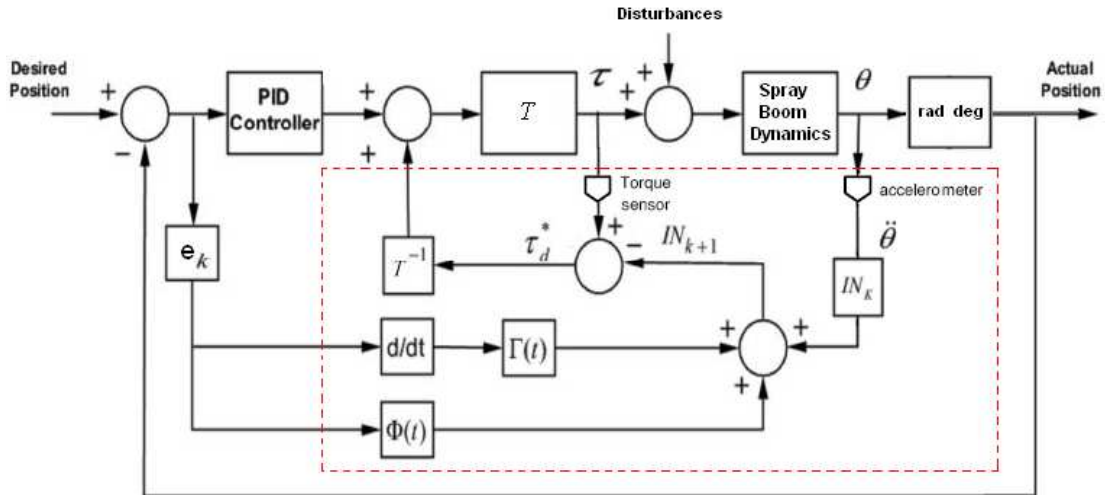 Disturbances
Desired
Position
+
−
PID
Controller
+
+
T
τ
+
+
Spray
Boom
Dynamics
θ
rad deg
Actual
Position
Torque
sensor
accelerometer
e_k
T^{-1}
τ_d^*
+
−
IN_{k+1}
θ̈
IN_K
d/dt
Γ(t)
+
+
+
Φ(t)